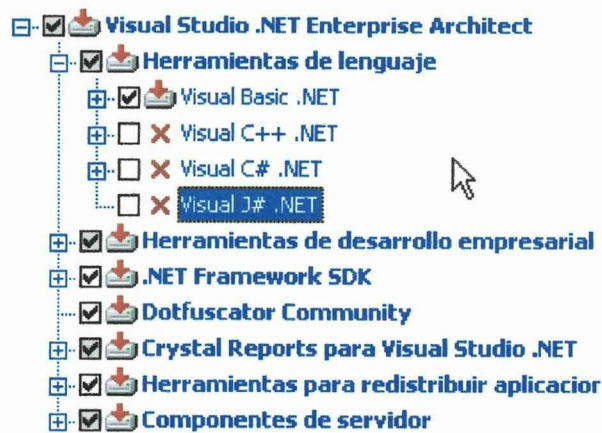 Visual Studio .NET Enterprise Architect
Herramientas de lenguaje
Visual Basic .NET
Visual C++ .NET
Visual C# .NET
Visual J# .NET
Herramientas de desarrollo empresarial
.NET Framework SDK
Dotfuscator Community
Crystal Reports para Visual Studio .NET
Herramientas para redistribuir aplicacior
Componentes de servidor